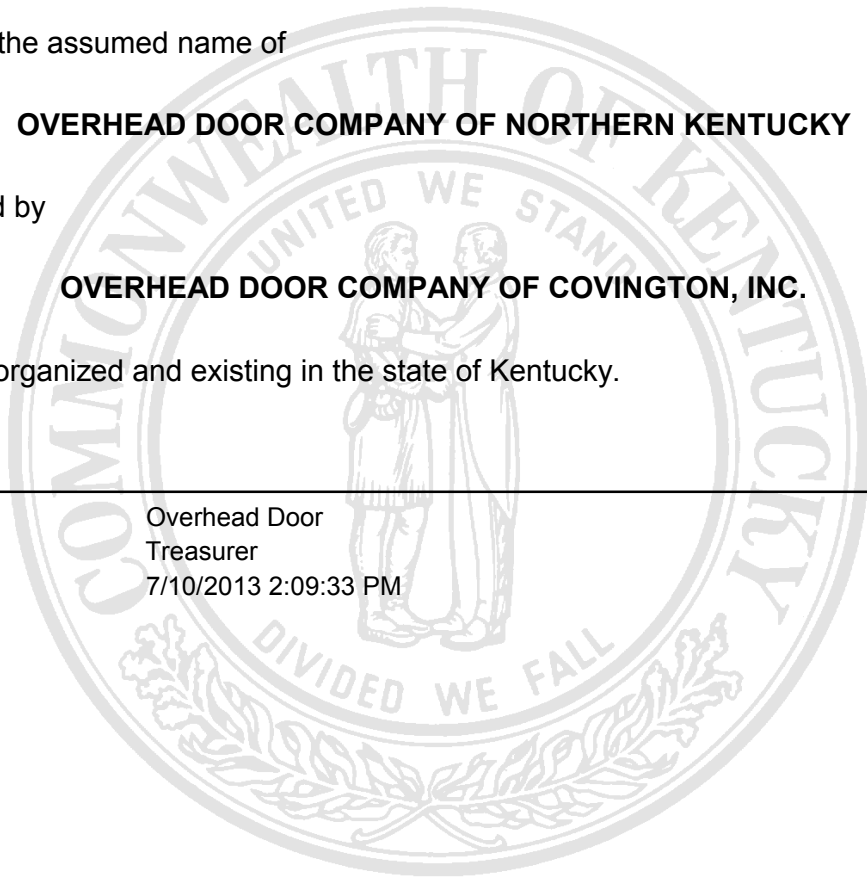 the assumed name of
OVERHEAD DOOR COMPANY OF NORTHERN KENTUCKY
d by
OVERHEAD DOOR COMPANY OF COVINGTON, INC.
organized and existing in the state of Kentucky.
Overhead Door
Treasurer
7/10/2013 2:09:33 PM
COMMONWEALTH OF KENTUCKY
UNITED WE STAND
DIVIDED WE FALL